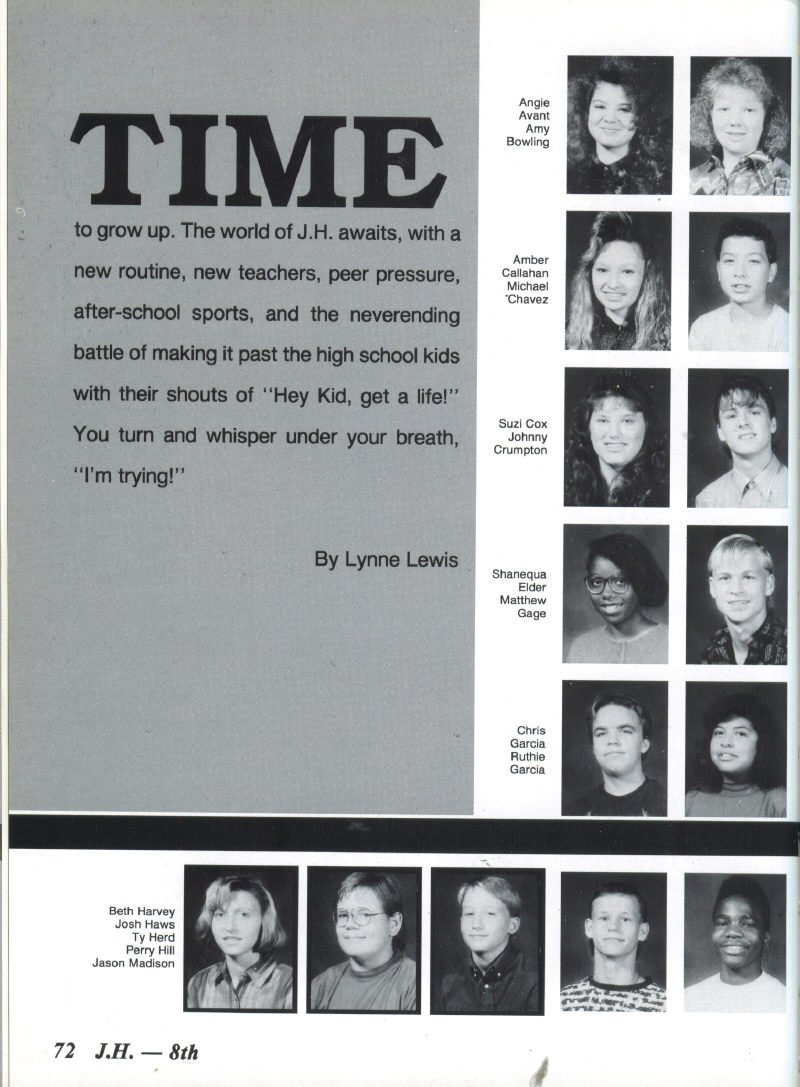 TIME
to grow up. The world of J.H. awaits, with a
new routine, new teachers, peer pressure,
after-school sports, and the neverending
battle of making it past the high school kids
with their shouts of "Hey Kid, get a life!"
You turn and whisper under your breath,
"I'm trying!"
By Lynne Lewis
Angie
Avant
Amy
Bowling
Amber
Callahan
Michael
Chavez
Suzi Cox
Johnny
Crumpton
Shanequa
Elder
Matthew
Gage
Chris
Garcia
Ruthie
Garcia
Beth Harvey
Josh Haws
Ty Herd
Perry Hill
Jason Madison
72 J.H. — 8th